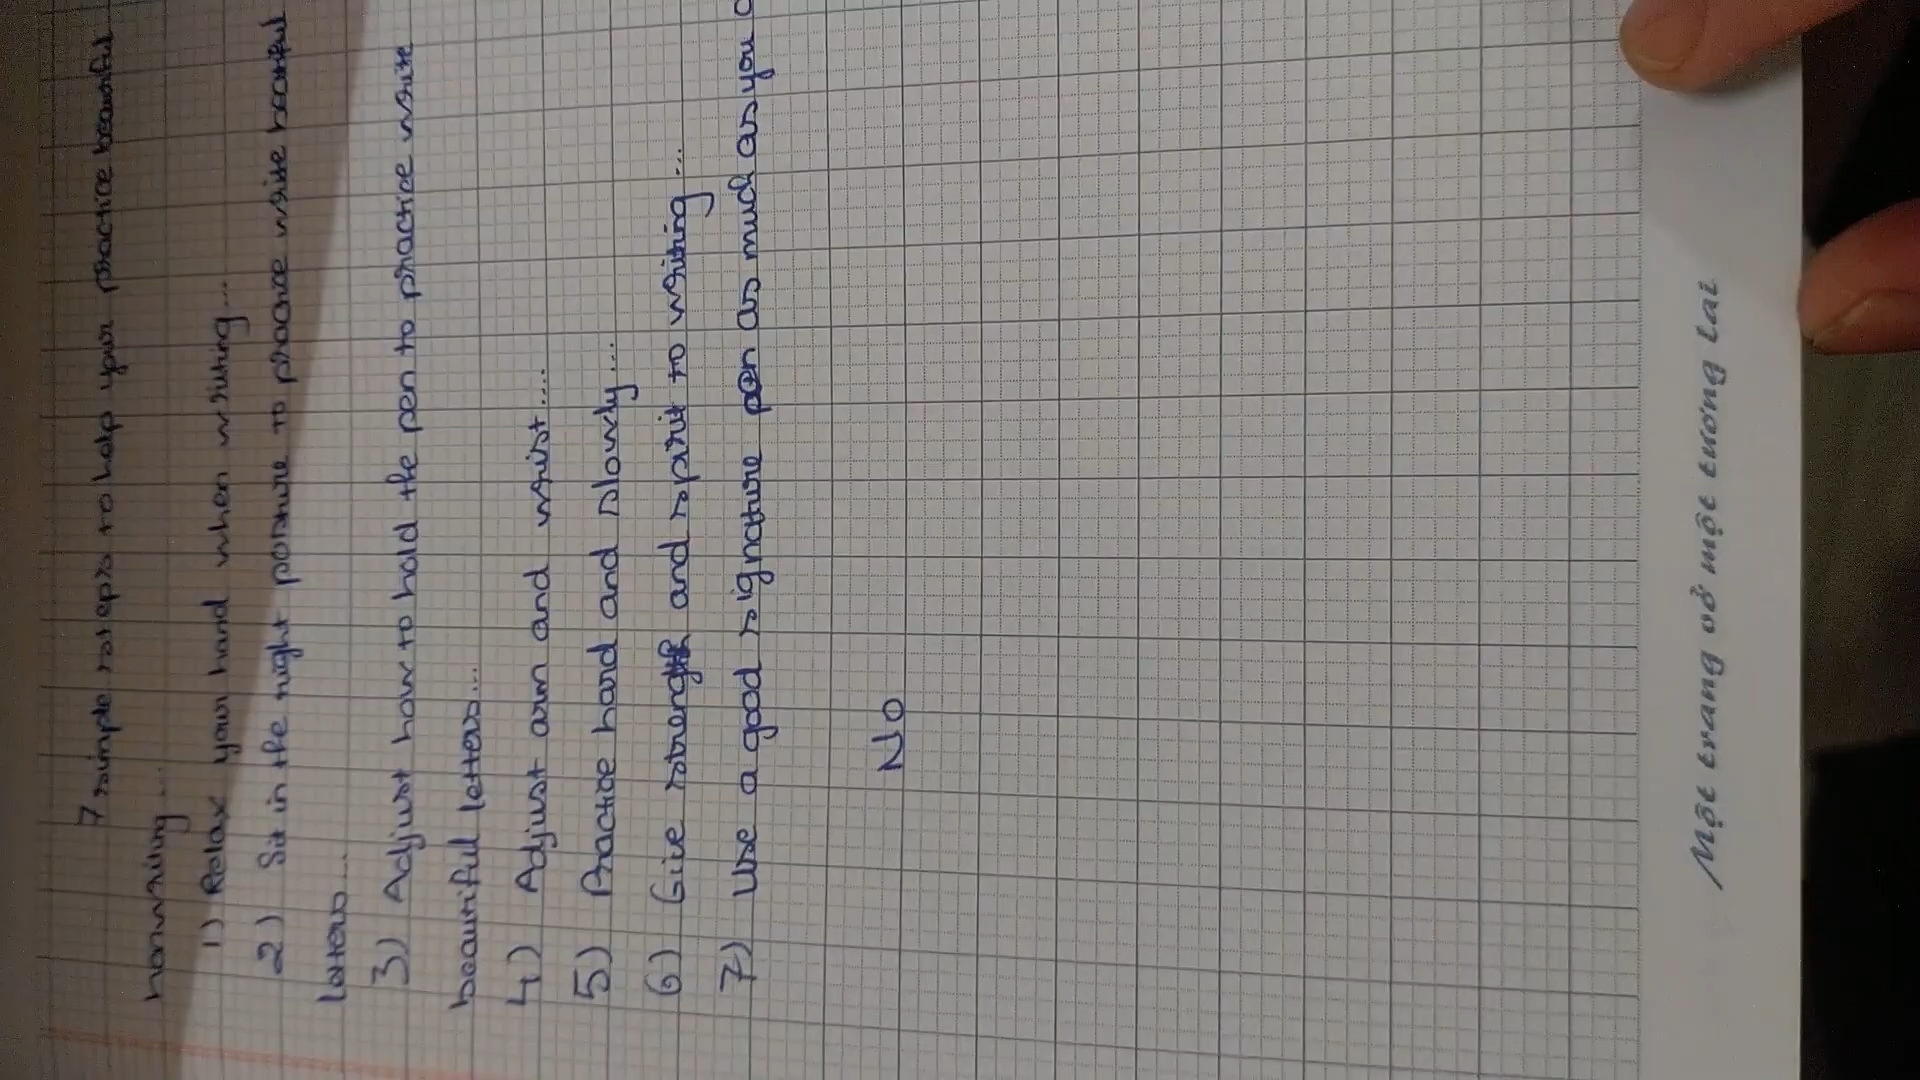 7 simple steps to help your practice beautiful
hanwriting...
1) Relax your hand when writing...
2) Sit in the right posture to practice write beautiful
letters...
3) Adjust how to hold the pen to practice write
beautiful letters...
4) Adjust arm and wrist....
5) Practice hard and slowly...
6) Give strength and spirit to writing...
7) Use a good signature pen as much as you
No
Một trang vở một tương lai